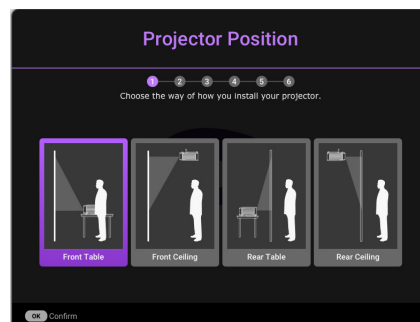 Projector Position
1 2 3 4 5 6
Choose the way of how you install your projector.
Front Table
Front Ceiling
Rear Table
Rear Ceiling
OK Confirm